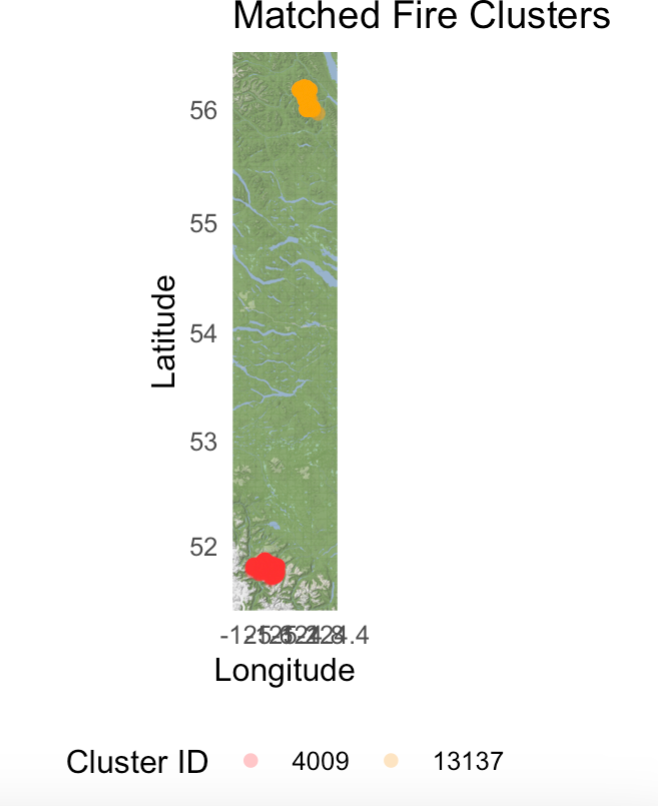 Matched Fire Clusters
56
55
54
53
52
Latitude
Longitude
Cluster ID 4009 13137